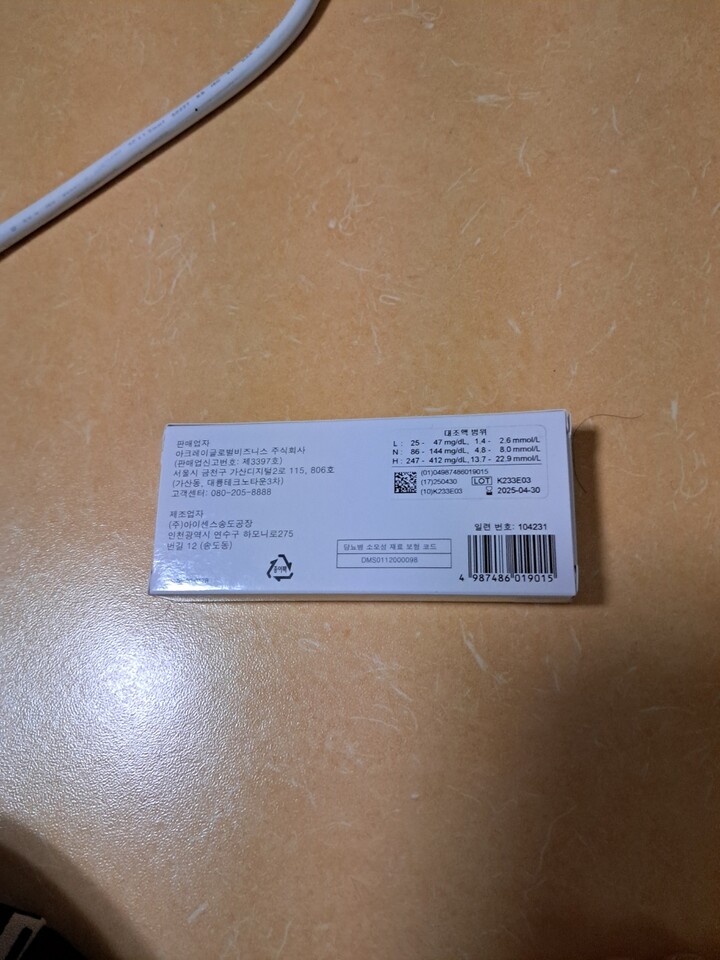 판매업자
아크레이글로벌비즈니스 주식회사
(판매업신고번호: 제3397호)
서울시 금천구 가산디지털2로 115, 806호
(가산동, 대륭테크노타운3차)
고객센터: 080-205-8888
제조업자
(주)아이센스송도공장
인천광역시 연수구 하모니로275
번길 12 (송도동)
종이팩
당뇨병 소모성 재료 보험 코드
DMS0112000098
대조액 범위
L : 25 - 47 mg/dL, 1.4 - 2.6 mmol/L
N : 86 - 144 mg/dL, 4.8 - 8.0 mmol/L
H : 247 - 412 mg/dL, 13.7 - 22.9 mmol/L
(01)04987486019015
(17)250430 LOT K233E03
(10)K233E03 2025-04-30
일련 번호: 104231
4 987486 019015